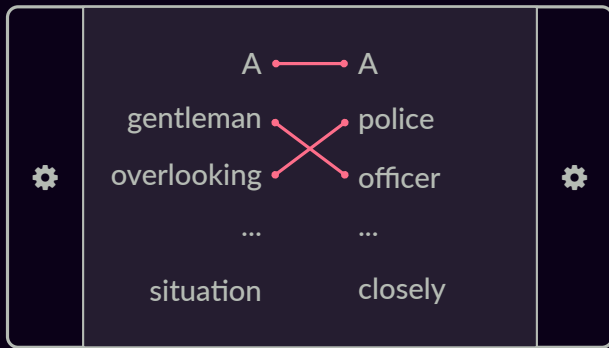 A A
gentleman police
overlooking officer
... ...
situation closely